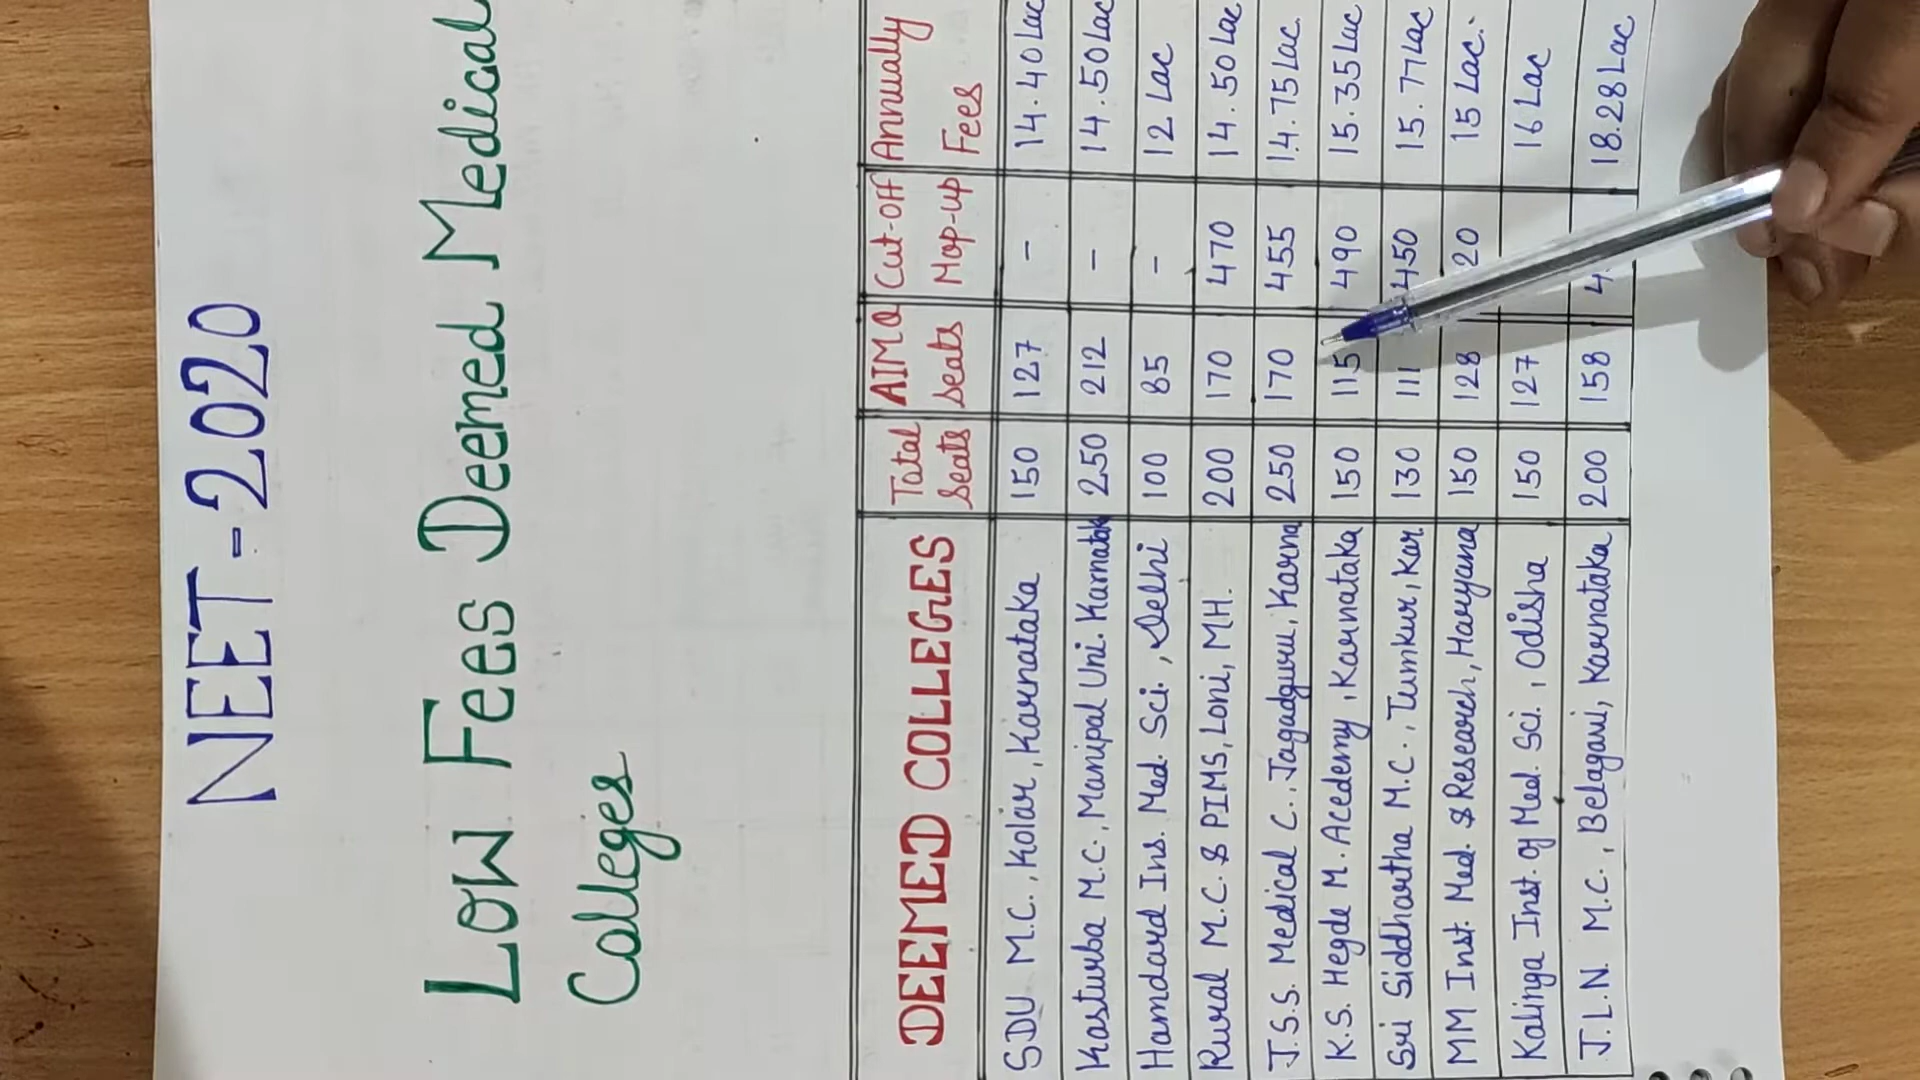 NEET-2020
Low Fees Deemed Medical
Colleges
DEEMED COLLEGES Total Seats AIMQ Seats Cut-off Mop-up Annually Fees
SDU M.C., Kolar, Karnataka 150 127 - 14.40 Lac
Kasturba M.C., Manipal Uni. Karnatak 250 212 - 14.50 Lac
Hamdard Ins. Med. Sci., Delhi 100 85 - 12 Lac
Rural M.C. & PIMS, Loni, MH. 200 170 470 14.50 Lac
J.S.S. Medical C., Jagadguru, Karna 250 170 455 14.75 Lac
K.S. Hegde M. Acedemy, Karnataka 150 115 490 15.35 Lac
Sri Siddhartha M.C., Tumkur, Kar 130 111 450 15.77 Lac
MM Inst. Med. & Research, Haryana 150 128 20 15 Lac.
Kalinga Inst. of Med. Sci., Odisha 150 127 16 Lac
J.L.N. M.C., Belagavi, Karnataka 200 158 18.28 Lac